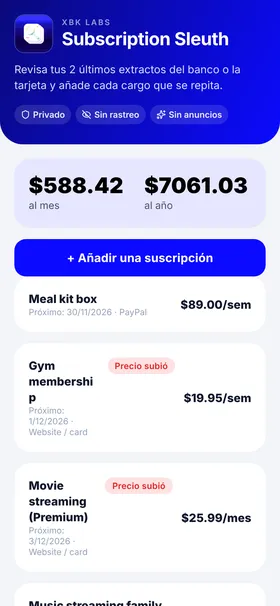 XBK LABS
Subscription Sleuth
Revisa tus 2 últimos extractos del banco o la
tarjeta y añade cada cargo que se repita.
Privado
Sin rastreo
Sin anuncios
$588.42
al mes
$7061.03
al año
+ Añadir una suscripción
Meal kit box
Próximo: 30/11/2026 · PayPal
$89.00/sem
Gym
membershi
p
Precio subió
Próximo:
1/12/2026 ·
Website / card
$19.95/sem
Movie
streaming
(Premium)
Precio subió
Próximo:
3/12/2026 ·
Website / card
$25.99/mes
Music streaming family